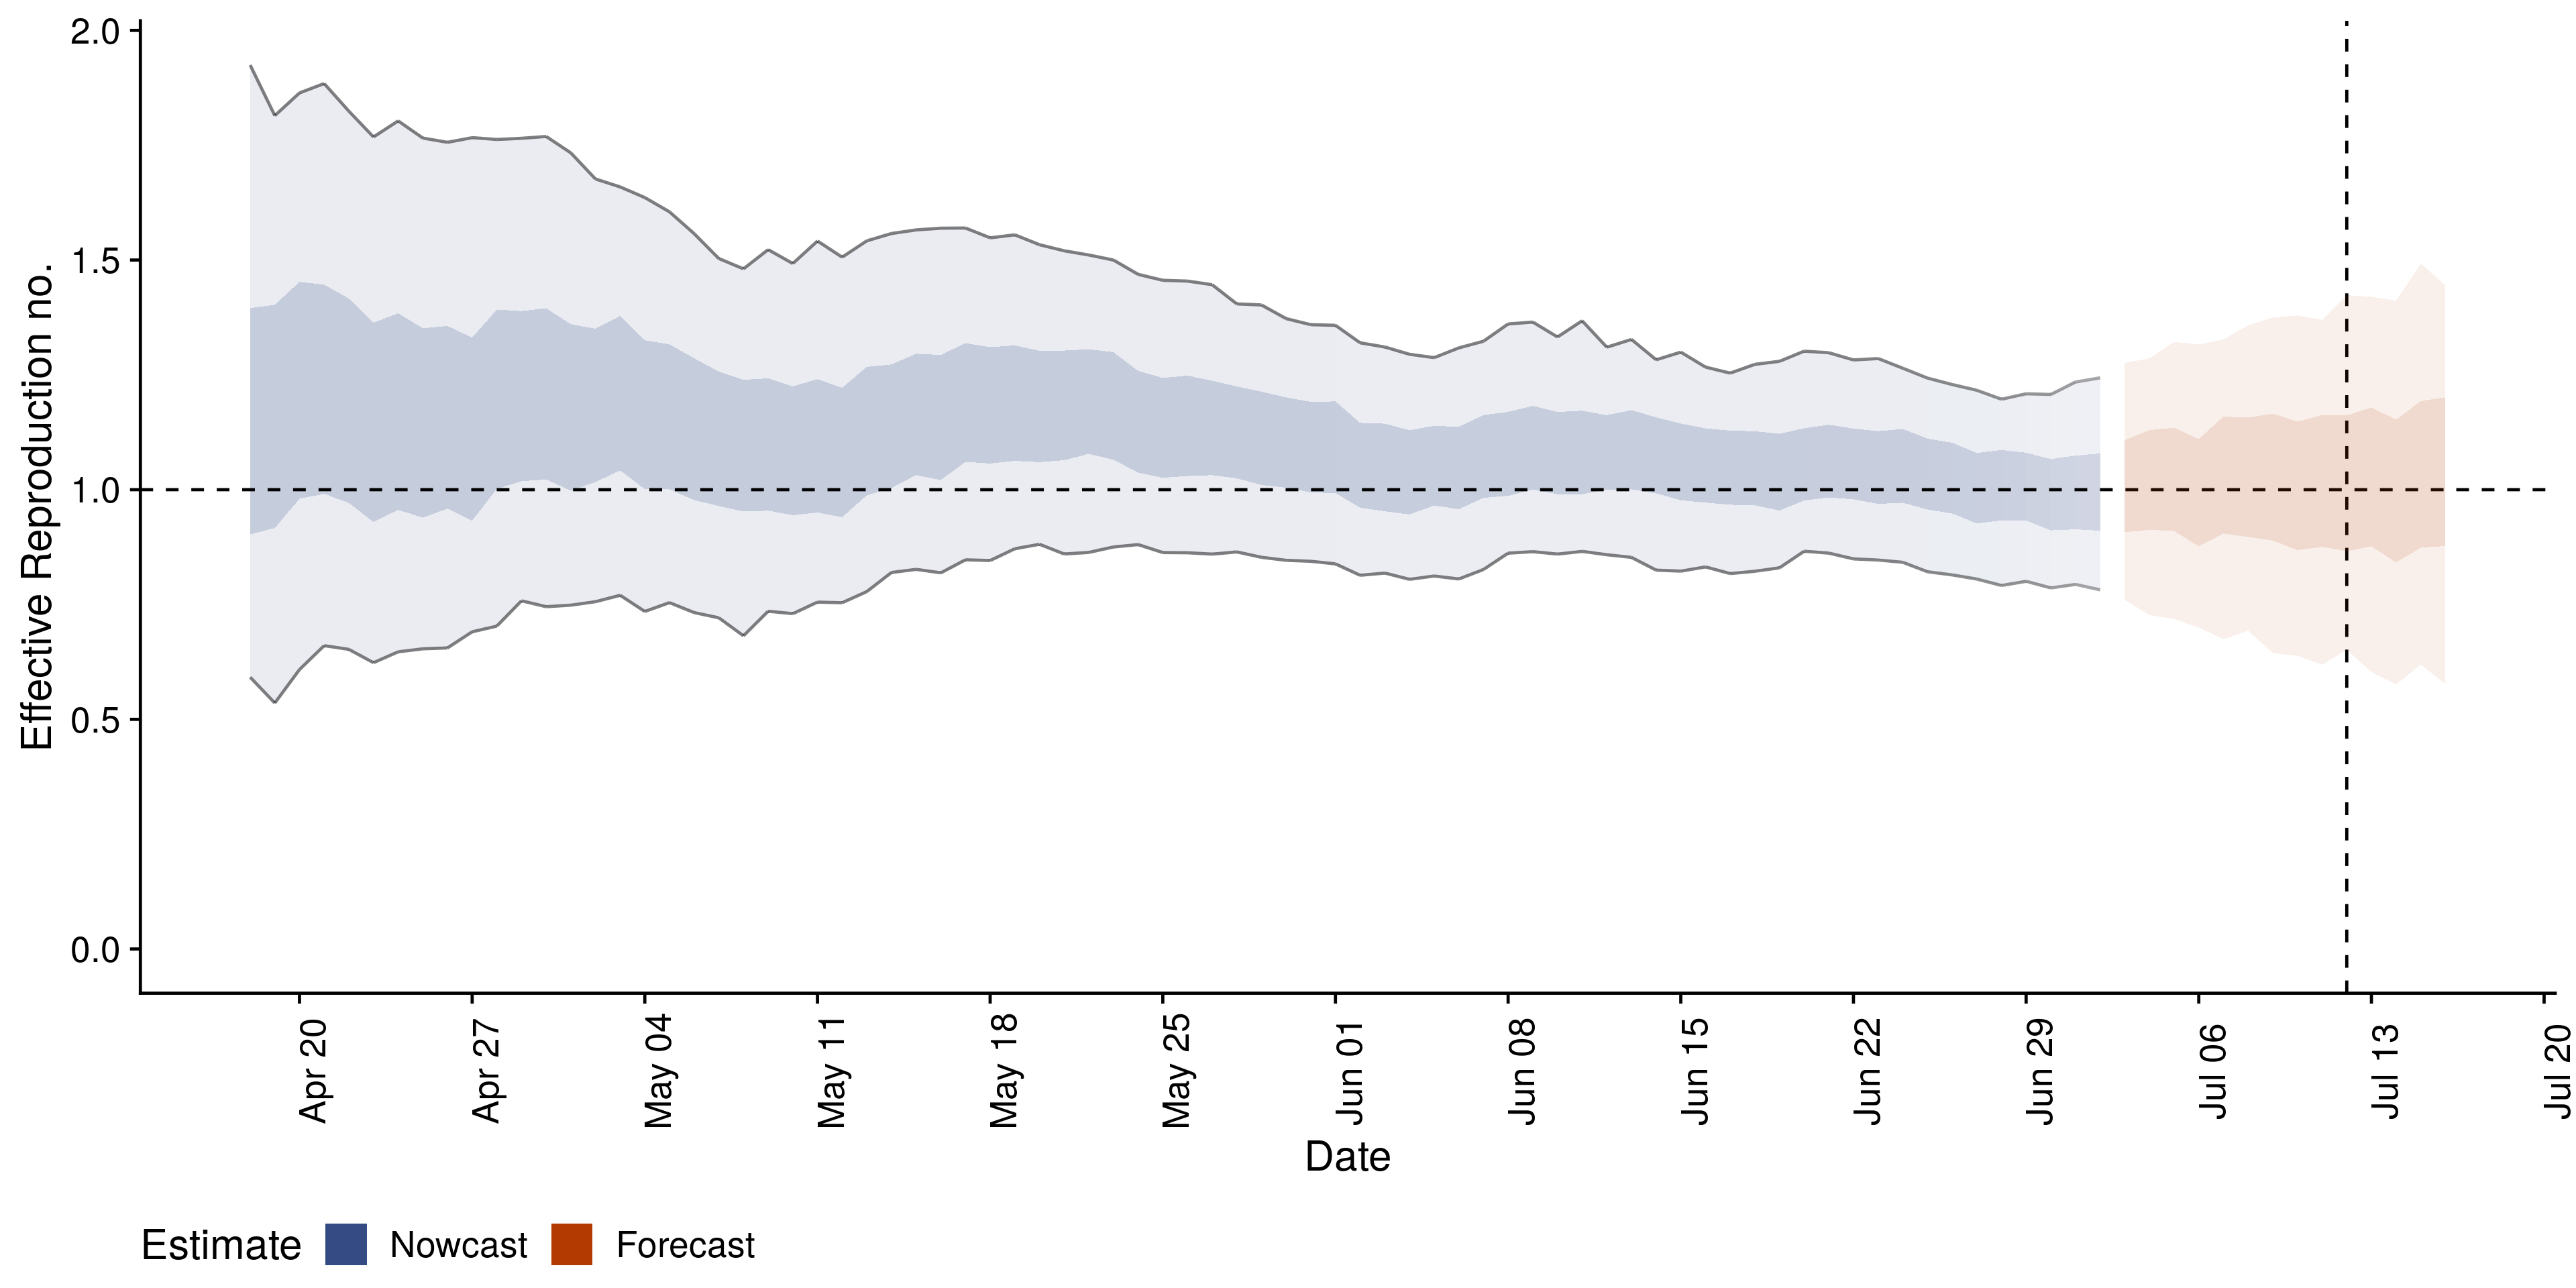 Effective Reproduction no.
2.0
1.5
1.0
0.5
0.0
Apr 20
Apr 27
May 04
May 11
May 18
May 25
Jun 01
Jun 08
Jun 15
Jun 22
Jun 29
Jul 06
Jul 13
Jul 20
Date
Estimate Nowcast Forecast